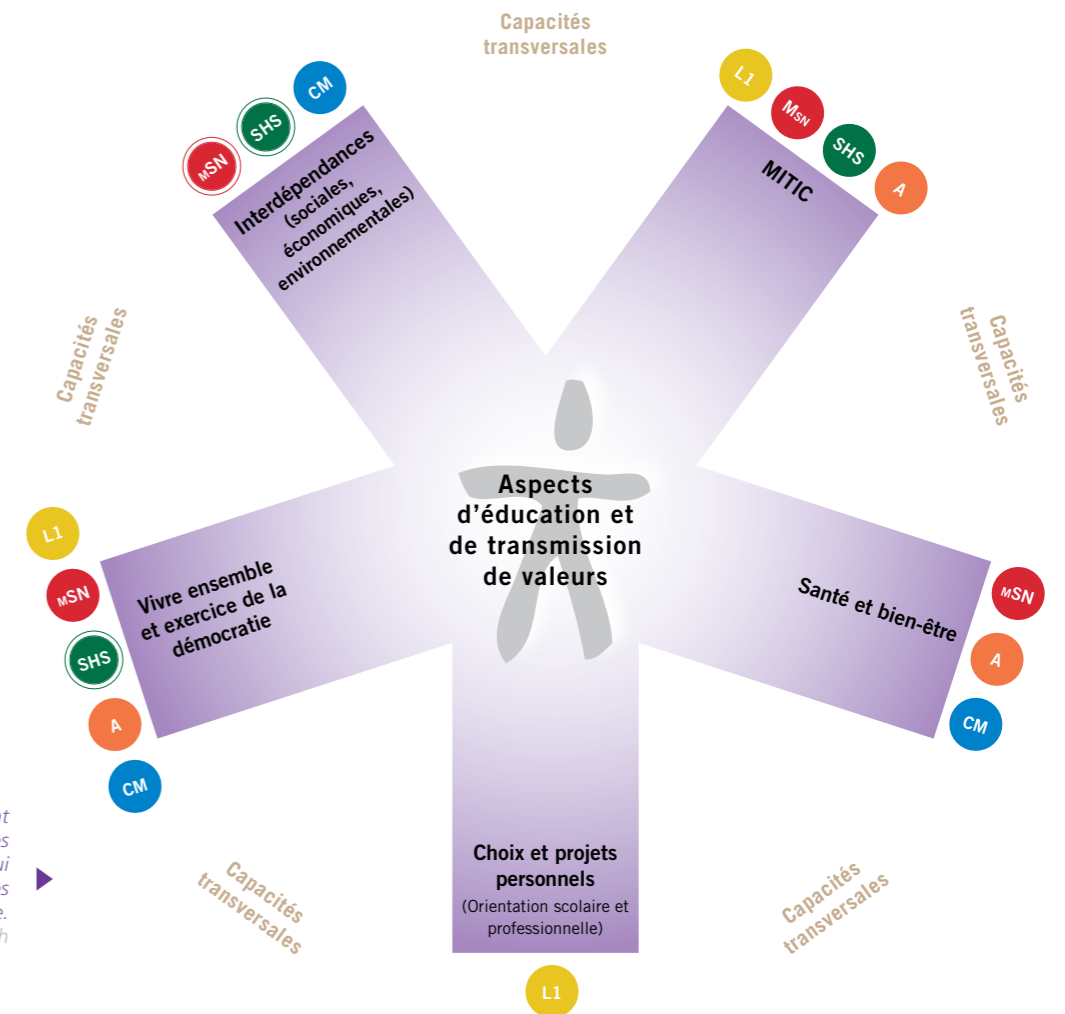 Capacités
transversales
CM
SHS
MSN
Interdépendances
(sociales,
économiques,
environnementales)
L1
MSN
SHS
A
MITIC
Capacités
transversales
Capacités
transversales
Aspects
d'éducation et
de transmission
de valeurs
L1
MSN
SHS
A
CM
Vivre ensemble
et exercice de la
démocratie
Santé et bien-être
MSN
A
CM
Choix et projets
personnels
(Orientation scolaire et
professionnelle)
L1
Capacités
transversales
Capacités
transversales